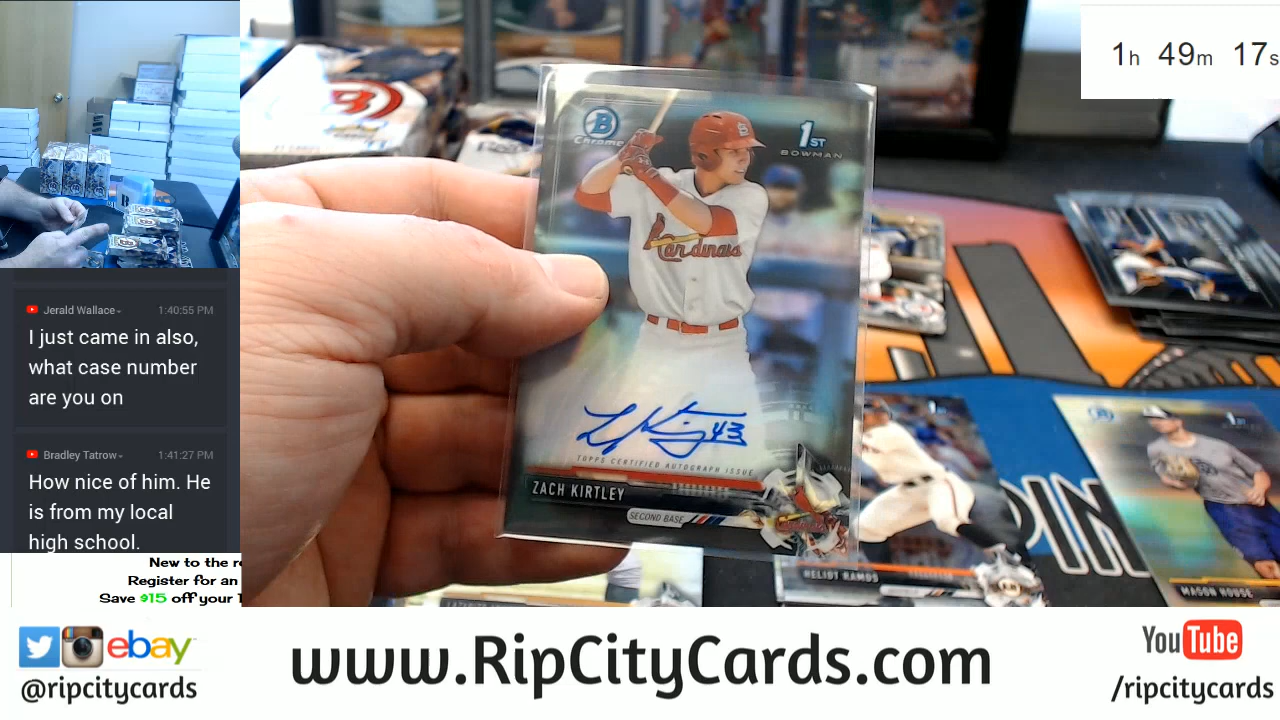 1h 49m 17s
Jerald Wallace
1:40:55 PM
I just came in also,
what case number
are you on
Bradley Tatrow
1:41:27 PM
How nice of him. He
is from my local
high school.
New to the
Register for an
Save $15 off your
B
Chrome
1ST
BOWMAN
Cardinals
43
TOPPS CERTIFIED AUTOGRAPH ISSUE
ZACH KIRTLEY
SECOND BASE
HELIOT RAMOS
MASON HOUSE
ebay
@ripcitycards
www.RipCityCards.com
YouTube
/ripcitycards